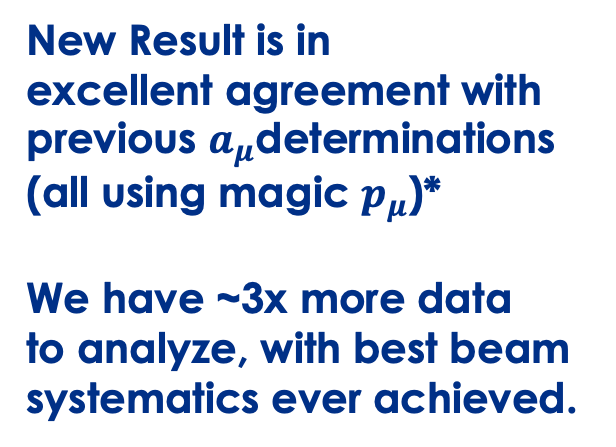 New Result is in
excellent agreement with
previous aμdeterminations
(all using magic pμ)*
We have ~3x more data
to analyze, with best beam
systematics ever achieved.